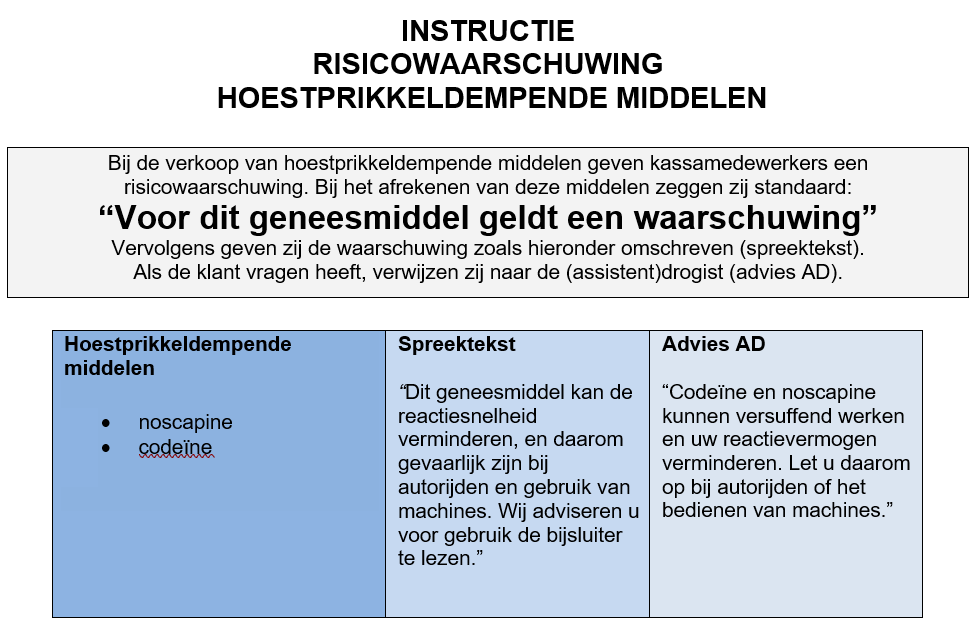 INSTRUCTIE
RISICOWAARSCHUWING
HOESTPRIKKELDEMPENDE MIDDELEN
Bij de verkoop van hoestprikkeldempende middelen geven kassamedewerkers een
risicowaarschuwing. Bij het afrekenen van deze middelen zeggen zij standaard:
“Voor dit geneesmiddel geldt een waarschuwing”
Vervolgens geven zij de waarschuwing zoals hieronder omschreven (spreektekst).
Als de klant vragen heeft, verwijzen zij naar de (assistent)drogist (advies AD).
Hoestprikkeldempende
middelen
• noscapine
• codeïne
Spreektekst
“Dit geneesmiddel kan de
reactiesnelheid
verminderen, en daarom
gevaarlijk zijn bij
autorijden en gebruik van
machines. Wij adviseren u
voor gebruik de bijsluiter
te lezen.”
Advies AD
“Codeïne en noscapine
kunnen versuffend werken
en uw reactievermogen
verminderen. Let u daarom
op bij autorijden of het
bedienen van machines.”